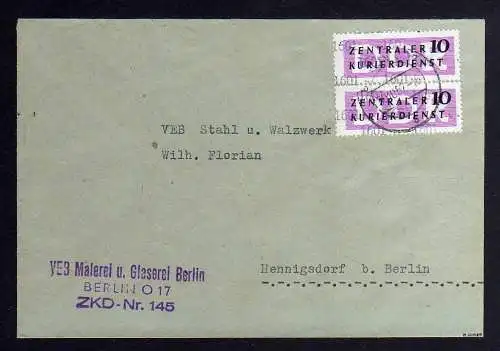 ZENTRALER 10
KURIERDIENST
ZENTRALER 10
KURIERDIENST
VEB Stahl u. Walzwerk
Wilh. Florian
VEB Malerei u. Glaserei Berlin
BERLIN O 17
ZKD-Nr. 145
Hennigsdorf b. Berlin